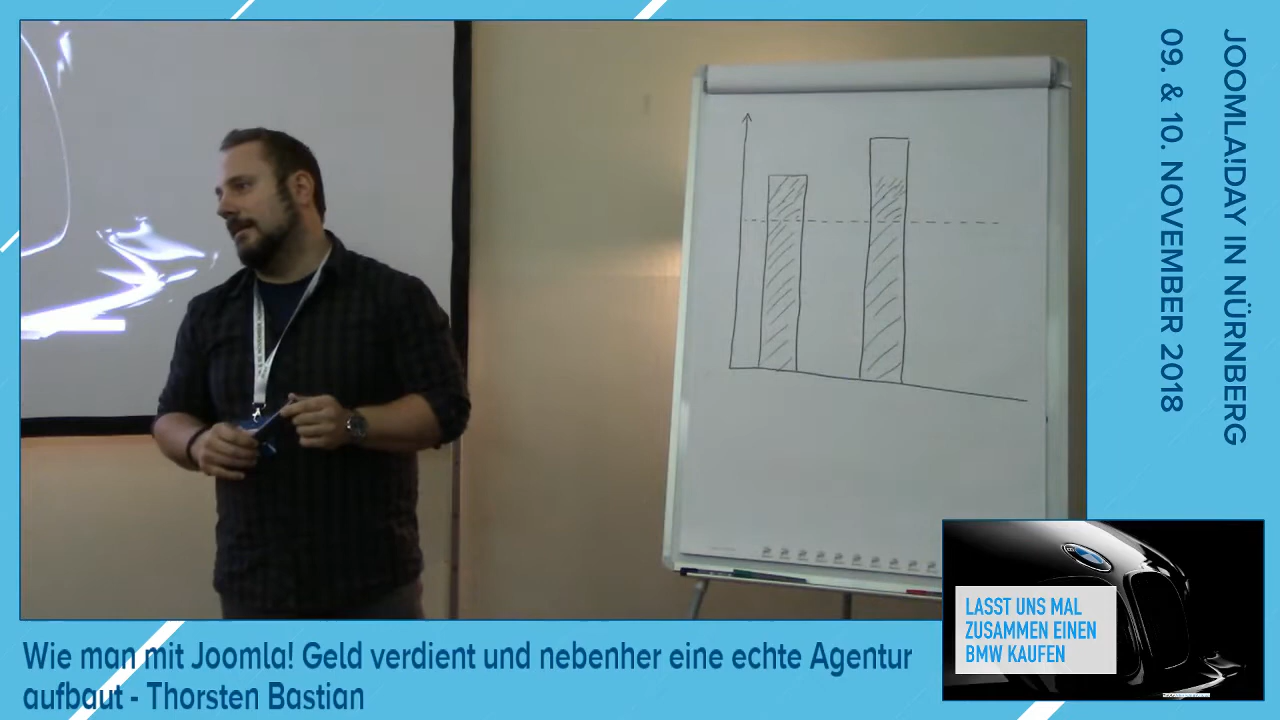 JOOMLA!DAY IN NÜRNBERG
09. & 10. NOVEMBER 2018
LASST UNS MAL
ZUSAMMEN EINEN
BMW KAUFEN
Wie man mit Joomla! Geld verdient und nebenher eine echte Agentur
aufbaut - Thorsten Bastian